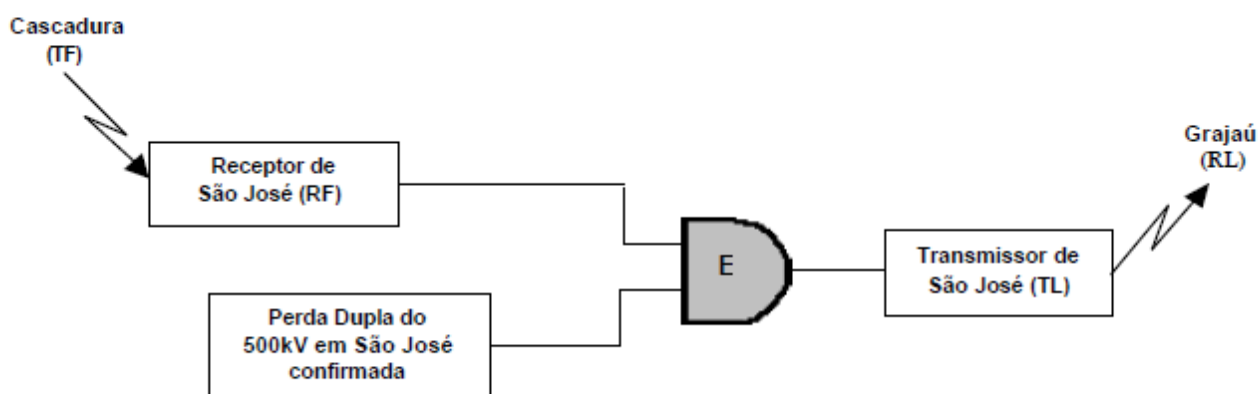 Cascadura
(TF)
Grajaú
(RL)
Receptor de
São José (RF)
E
Transmissor de
São José (TL)
Perda Dupla do
500kV em São José
confirmada